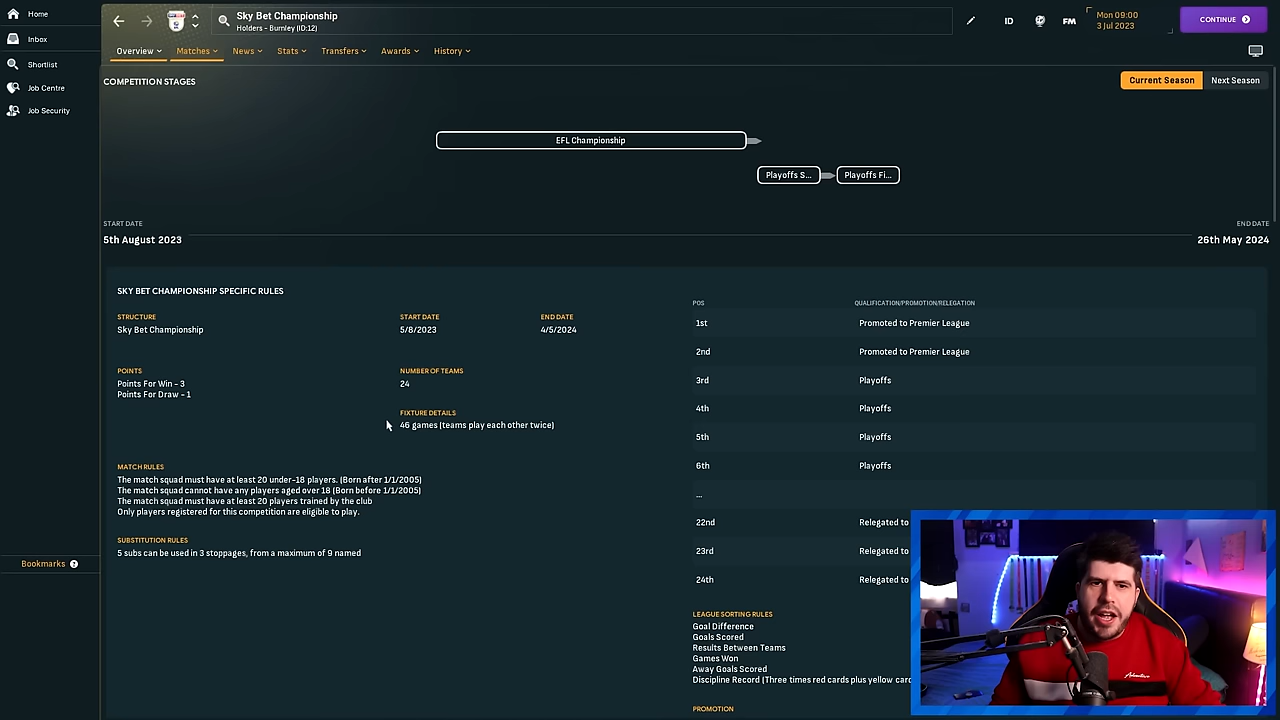 Home
Inbox
Shortlist
Job Centre
Job Security
Bookmarks
Sky Bet Championship
Holders - Burnley (ID:12)
ID
FM
Mon 09:00
3 Jul 2023
CONTINUE
Overview
Matches
News
Stats
Transfers
Awards
History
COMPETITION STAGES
Current Season
Next Season
EFL Championship
Playoffs S...
Playoffs Fi...
START DATE
5th August 2023
END DATE
26th May 2024
SKY BET CHAMPIONSHIP SPECIFIC RULES
STRUCTURE
Sky Bet Championship
START DATE
5/8/2023
END DATE
4/5/2024
POINTS
Points For Win - 3
Points For Draw - 1
NUMBER OF TEAMS
24
FIXTURE DETAILS
46 games (teams play each other twice)
MATCH RULES
The match squad must have at least 20 under-18 players. (Born after 1/1/2005)
The match squad cannot have any players aged over 18 (Born before 1/1/2005)
The match squad must have at least 20 players trained by the club
Only players registered for this competition are eligible to play.
SUBSTITUTION RULES
5 subs can be used in 3 stoppages, from a maximum of 9 named
POS QUALIFICATION/PROMOTION/RELEGATION
1st Promoted to Premier League
2nd Promoted to Premier League
3rd Playoffs
4th Playoffs
5th Playoffs
6th Playoffs
...
22nd Relegated to
23rd Relegated to
24th Relegated to
LEAGUE SORTING RULES
Goal Difference
Goals Scored
Results Between Teams
Games Won
Away Goals Scored
Discipline Record (Three times red cards plus yellow card
PROMOTION